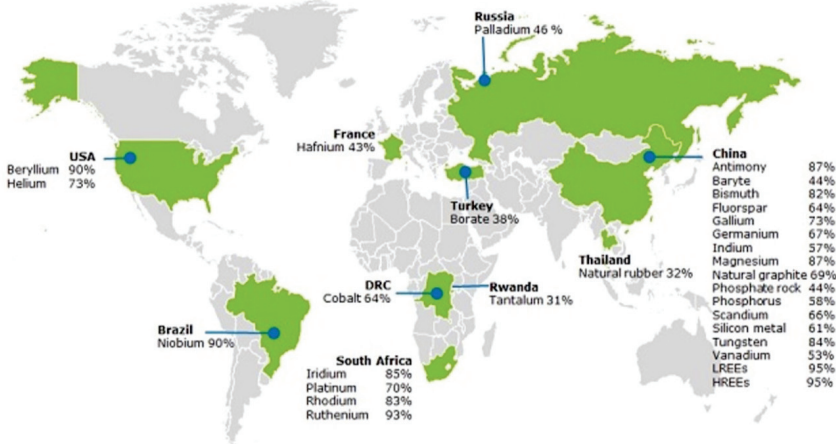 Russia
Palladium 46 %
France
Hafnium 43%
USA
Beryllium 90%
Helium 73%
Turkey
Borate 38%
China
Antimony 87%
Baryte 44%
Bismuth 82%
Fluorspar 64%
Gallium 73%
Germanium 67%
Indium 57%
Magnesium 87%
Natural graphite 69%
Phosphate rock 44%
Phosphorus 58%
Scandium 66%
Silicon metal 61%
Tungsten 84%
Vanadium 53%
LREEs 95%
HREEs 95%
Thailand
Natural rubber 32%
DRC
Cobalt 64%
Rwanda
Tantalum 31%
Brazil
Niobium 90%
South Africa
Iridium 85%
Platinum 70%
Rhodium 83%
Ruthenium 93%